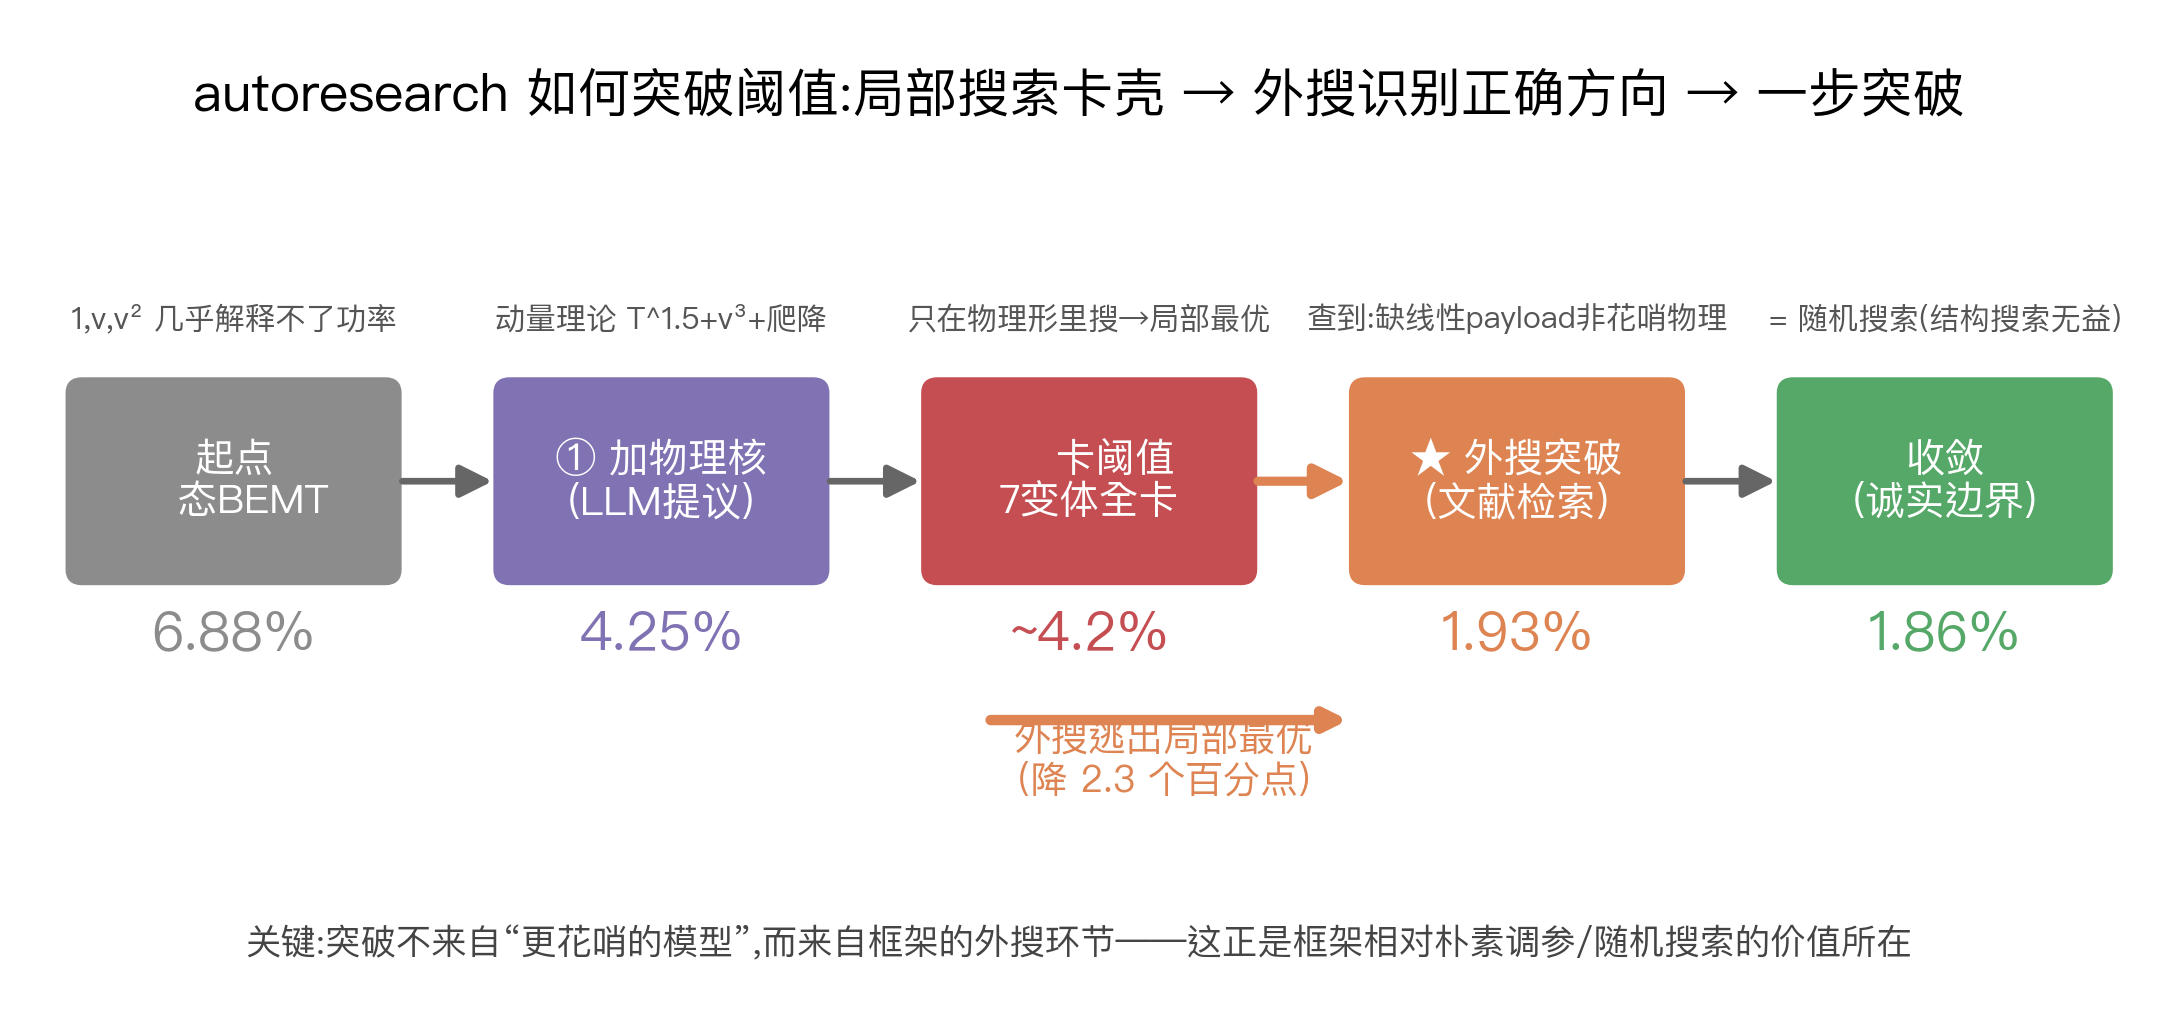 autoresearch 如何突破阈值:局部搜索卡壳 → 外搜识别正确方向 → 一步突破
1,v,v² 几乎解释不了功率
动量理论 T^1.5+v³+爬降
只在物理形里搜→局部最优
查到:缺线性payload非花哨物理
= 随机搜索(结构搜索无益)
起点
态BEMT
① 加物理核
(LLM提议)
卡阈值
7变体全卡
★ 外搜突破
(文献检索)
收敛
(诚实边界)
6.88%
4.25%
~4.2%
1.93%
1.86%
外搜逃出局部最优
(降 2.3 个百分点)
关键:突破不来自“更花哨的模型”,而来自框架的外搜环节——这正是框架相对朴素调参/随机搜索的价值所在